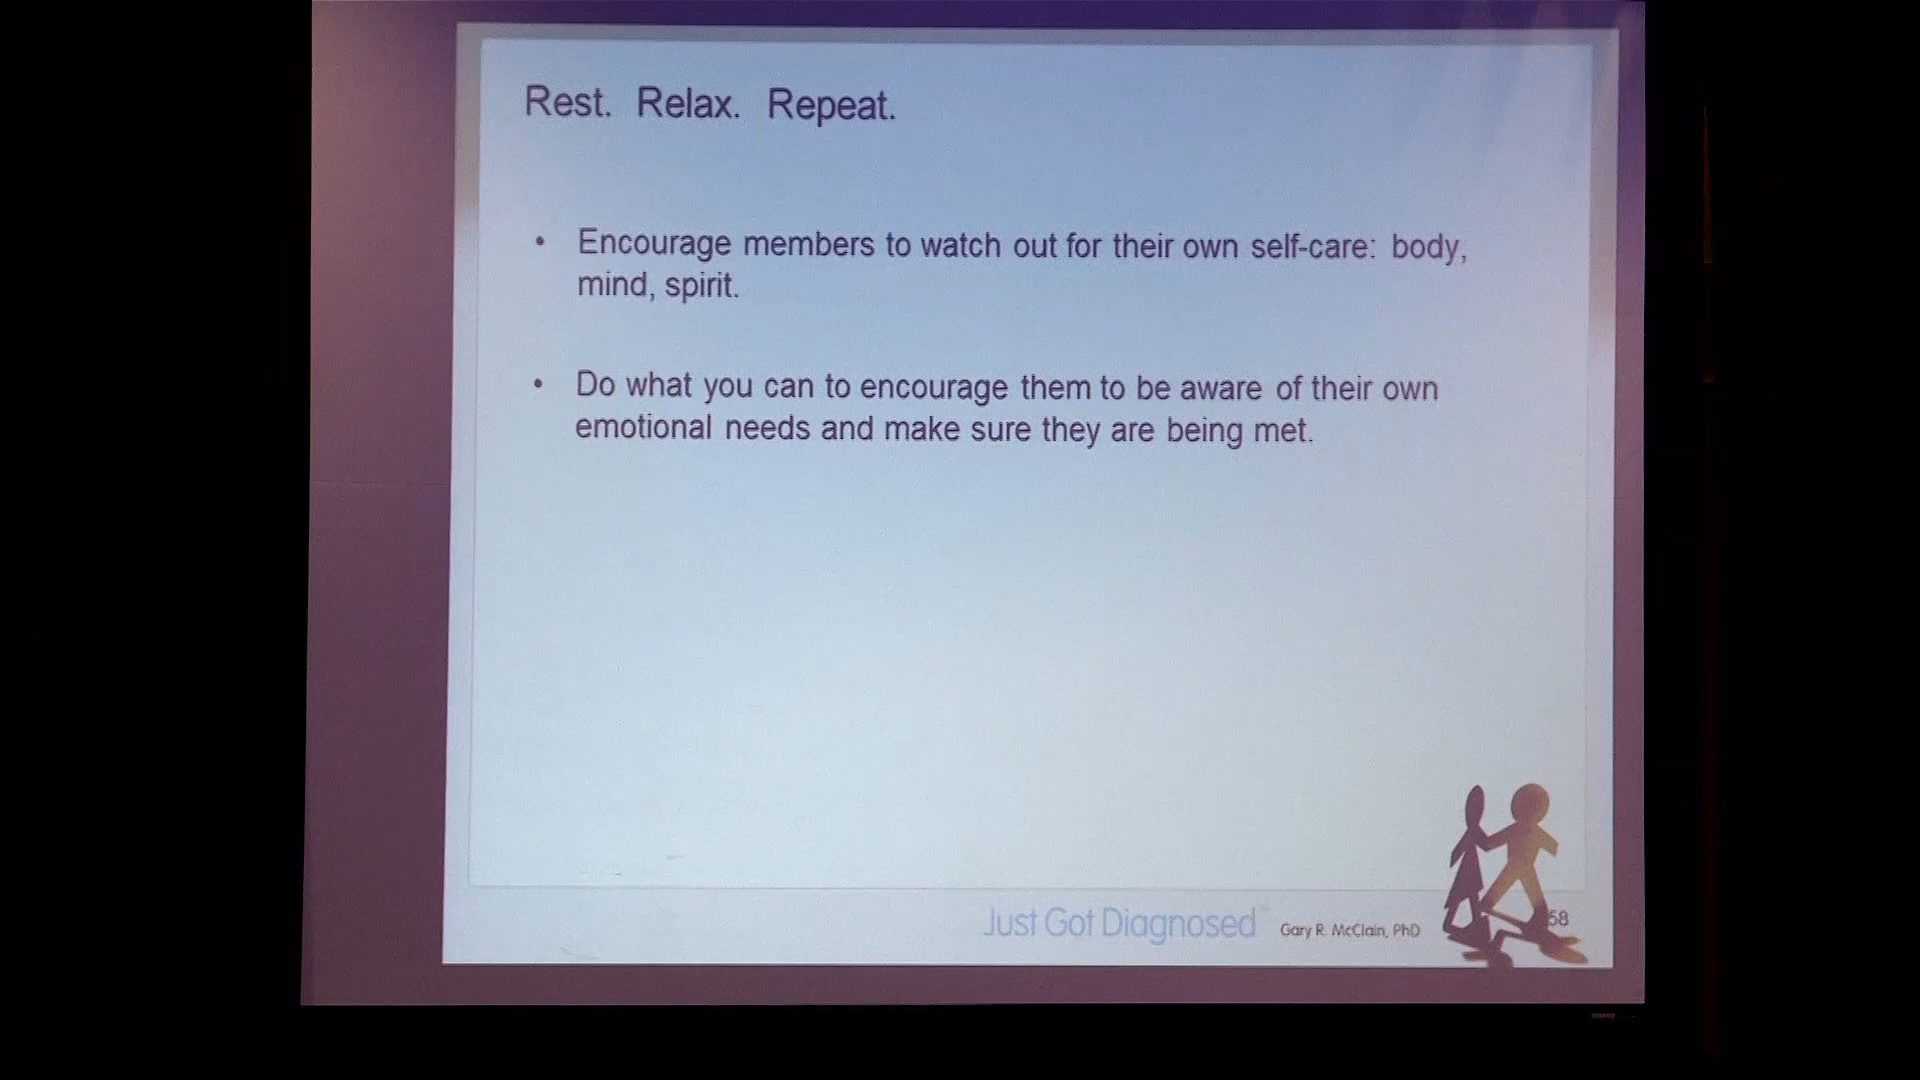 Rest. Relax. Repeat.
• Encourage members to watch out for their own self-care: body,
mind, spirit.
• Do what you can to encourage them to be aware of their own
emotional needs and make sure they are being met.
Just Got Diagnosed™ Gary R. McClain, PhD
58